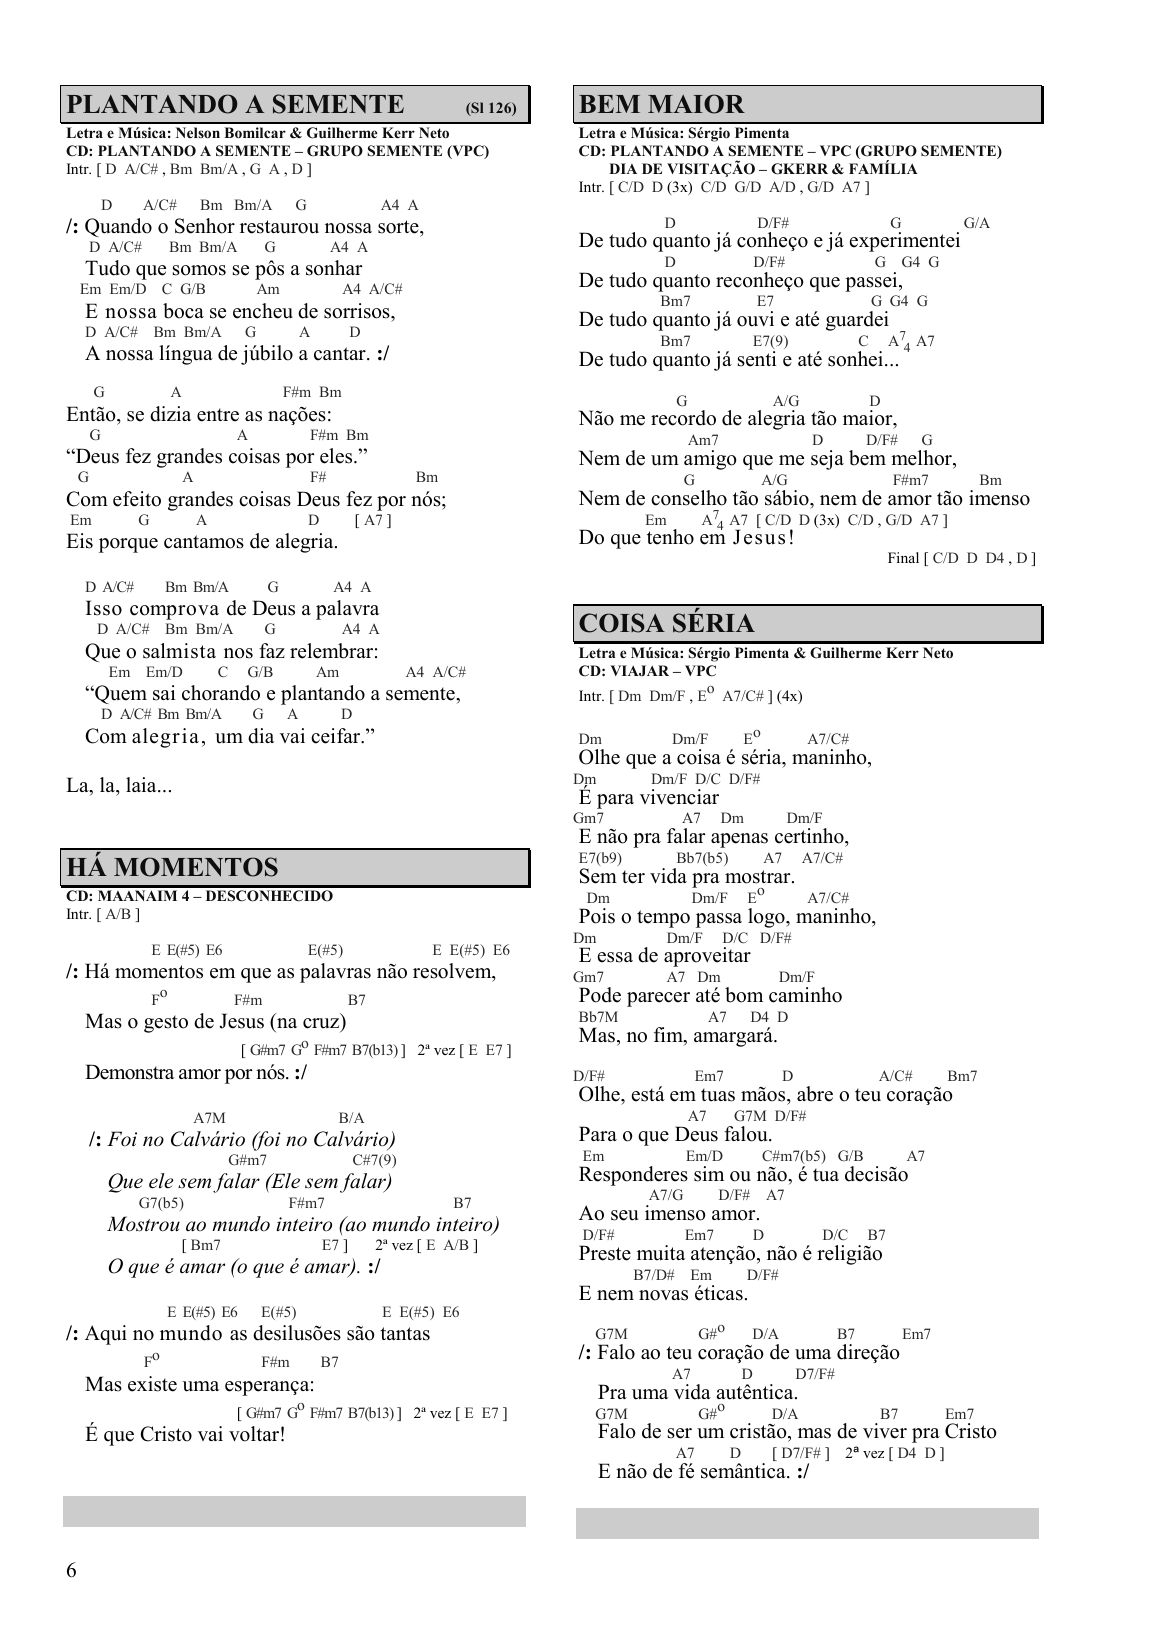 PLANTANDO A SEMENTE (Sl 126)
Letra e Música: Nelson Bomilcar & Guilherme Kerr Neto
CD: PLANTANDO A SEMENTE – GRUPO SEMENTE (VPC)
Intr. [ D A/C# , Bm Bm/A , G A , D ]
D A/C# Bm Bm/A G A4 A
/: Quando o Senhor restaurou nossa sorte,
D A/C# Bm Bm/A G A4 A
Tudo que somos se pôs a sonhar
Em Em/D C G/B Am A4 A/C#
E nossa boca se encheu de sorrisos,
D A/C# Bm Bm/A G A D
A nossa língua de júbilo a cantar. :/
G A F#m Bm
Então, se dizia entre as nações:
G A F#m Bm
“Deus fez grandes coisas por eles.”
G A F# Bm
Com efeito grandes coisas Deus fez por nós;
Em G A D [ A7 ]
Eis porque cantamos de alegria.
D A/C# Bm Bm/A G A4 A
Isso comprova de Deus a palavra
D A/C# Bm Bm/A G A4 A
Que o salmista nos faz relembrar:
Em Em/D C G/B Am A4 A/C#
“Quem sai chorando e plantando a semente,
D A/C# Bm Bm/A G A D
Com alegria, um dia vai ceifar.”
La, la, laia...
HÁ MOMENTOS
CD: MAANAIM 4 – DESCONHECIDO
Intr. [ A/B ]
E E(#5) E6 E(#5) E E(#5) E6
/: Há momentos em que as palavras não resolvem,
Fº F#m B7
Mas o gesto de Jesus (na cruz)
[ G#m7 Gº F#m7 B7(b13) ] 2ª vez [ E E7 ]
Demonstra amor por nós. :/
A7M B/A
/: Foi no Calvário (foi no Calvário)
G#m7 C#7(9)
Que ele sem falar (Ele sem falar)
G7(b5) F#m7 B7
Mostrou ao mundo inteiro (ao mundo inteiro)
[ Bm7 E7 ] 2ª vez [ E A/B ]
O que é amar (o que é amar). :/
E E(#5) E6 E(#5) E E(#5) E6
/: Aqui no mundo as desilusões são tantas
Fº F#m B7
Mas existe uma esperança:
[ G#m7 Gº F#m7 B7(b13) ] 2ª vez [ E E7 ]
É que Cristo vai voltar!
6
BEM MAIOR
Letra e Música: Sérgio Pimenta
CD: PLANTANDO A SEMENTE – VPC (GRUPO SEMENTE)
DIA DE VISITAÇÃO – GKERR & FAMÍLIA
Intr. [ C/D D (3x) C/D G/D A/D , G/D A7 ]
D D/F# G G/A
De tudo quanto já conheço e já experimentei
D D/F# G G4 G
De tudo quanto reconheço que passei,
Bm7 E7 G G4 G
De tudo quanto já ouvi e até guardei
Bm7 E7(9) C A7 4 A7
De tudo quanto já senti e até sonhei...
G A/G D
Não me recordo de alegria tão maior,
Am7 D D/F# G
Nem de um amigo que me seja bem melhor,
G A/G F#m7 Bm
Nem de conselho tão sábio, nem de amor tão imenso
Em A7 4 A7 [ C/D D (3x) C/D , G/D A7 ]
Do que tenho em Jesus!
Final [ C/D D D4 , D ]
COISA SÉRIA
Letra e Música: Sérgio Pimenta & Guilherme Kerr Neto
CD: VIAJAR – VPC
Intr. [ Dm Dm/F , Eº A7/C# ] (4x)
Dm Dm/F Eº A7/C#
Olhe que a coisa é séria, maninho,
Dm Dm/F D/C D/F#
É para vivenciar
Gm7 A7 Dm Dm/F
E não pra falar apenas certinho,
E7(b9) Bb7(b5) A7 A7/C#
Sem ter vida pra mostrar.
Dm Dm/F Eº A7/C#
Pois o tempo passa logo, maninho,
Dm Dm/F D/C D/F#
E essa de aproveitar
Gm7 A7 Dm Dm/F
Pode parecer até bom caminho
Bb7M A7 D4 D
Mas, no fim, amargará.
D/F# Em7 D A/C# Bm7
Olhe, está em tuas mãos, abre o teu coração
A7 G7M D/F#
Para o que Deus falou.
Em Em/D C#m7(b5) G/B A7
Responderes sim ou não, é tua decisão
A7/G D/F# A7
Ao seu imenso amor.
D/F# Em7 D D/C B7
Preste muita atenção, não é religião
B7/D# Em D/F#
E nem novas éticas.
G7M G#º D/A B7 Em7
/: Falo ao teu coração de uma direção
A7 D D7/F#
Pra uma vida autêntica.
G7M G#º D/A B7 Em7
Falo de ser um cristão, mas de viver pra Cristo
A7 D [ D7/F# ] 2ª vez [ D4 D ]
E não de fé semântica. :/